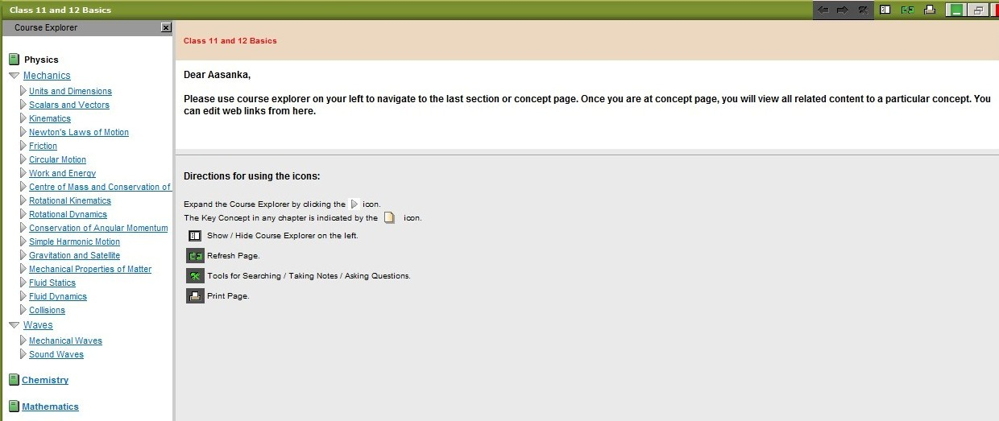 Class 11 and 12 Basics
Course Explorer
Physics
Mechanics
Units and Dimensions
Scalars and Vectors
Kinematics
Newton's Laws of Motion
Friction
Circular Motion
Work and Energy
Centre of Mass and Conservation of
Rotational Kinematics
Rotational Dynamics
Conservation of Angular Momentum
Simple Harmonic Motion
Gravitation and Satellite
Mechanical Properties of Matter
Fluid Statics
Fluid Dynamics
Collisions
Waves
Mechanical Waves
Sound Waves
Chemistry
Mathematics
Class 11 and 12 Basics
Dear Aasanka,
Please use course explorer on your left to navigate to the last section or concept page. Once you are at concept page, you will view all related content to a particular concept. You
can edit web links from here.
Directions for using the icons:
Expand the Course Explorer by clicking the icon.
The Key Concept in any chapter is indicated by the icon.
Show / Hide Course Explorer on the left.
Refresh Page.
Tools for Searching / Taking Notes / Asking Questions.
Print Page.